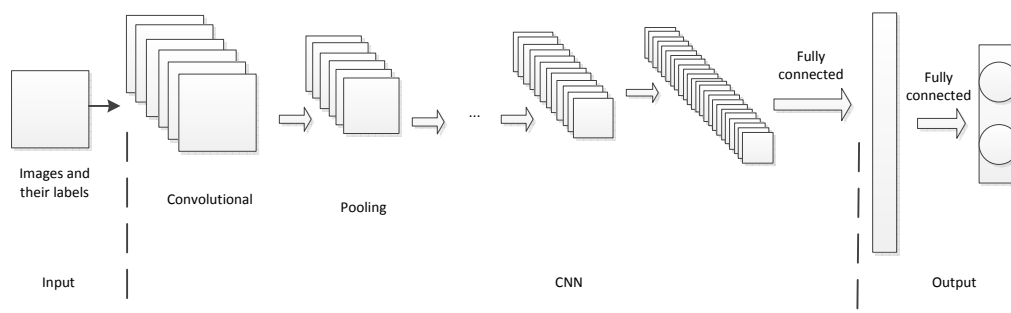 Fully
connected
Fully
connected
...
Images and
their labels
Convolutional
Pooling
Input
CNN
Output